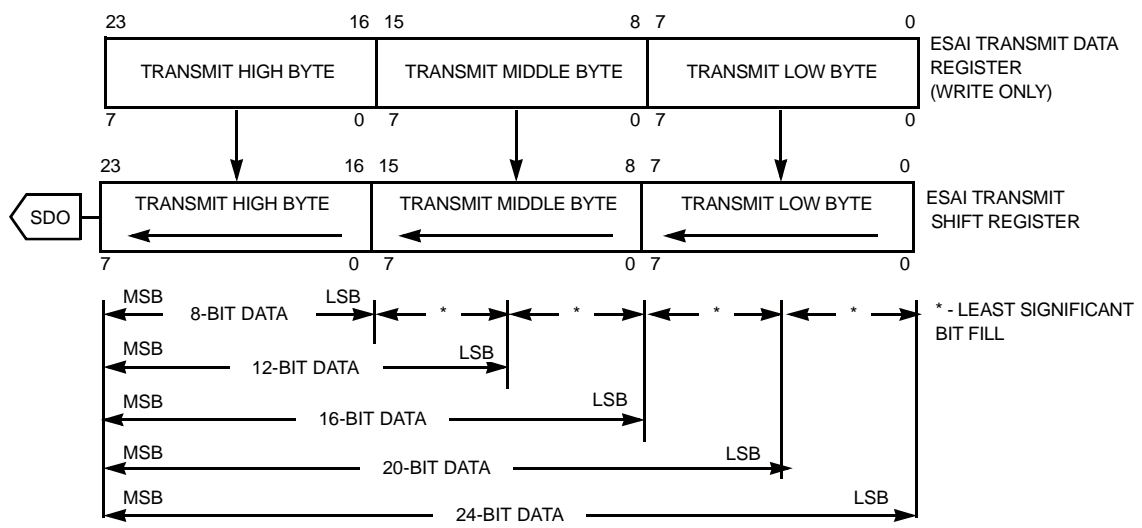 23 16 15 8 7 0
TRANSMIT HIGH BYTE TRANSMIT MIDDLE BYTE TRANSMIT LOW BYTE
ESAI TRANSMIT DATA
REGISTER
(WRITE ONLY)
7 0 7 0 7 0
23 16 15 8 7 0
SDO
TRANSMIT HIGH BYTE TRANSMIT MIDDLE BYTE TRANSMIT LOW BYTE
ESAI TRANSMIT
SHIFT REGISTER
7 0 7 0 7 0
MSB LSB
8-BIT DATA * * * *
* - LEAST SIGNIFICANT
BIT FILL
MSB LSB
12-BIT DATA
MSB LSB
16-BIT DATA
MSB LSB
20-BIT DATA
MSB LSB
24-BIT DATA